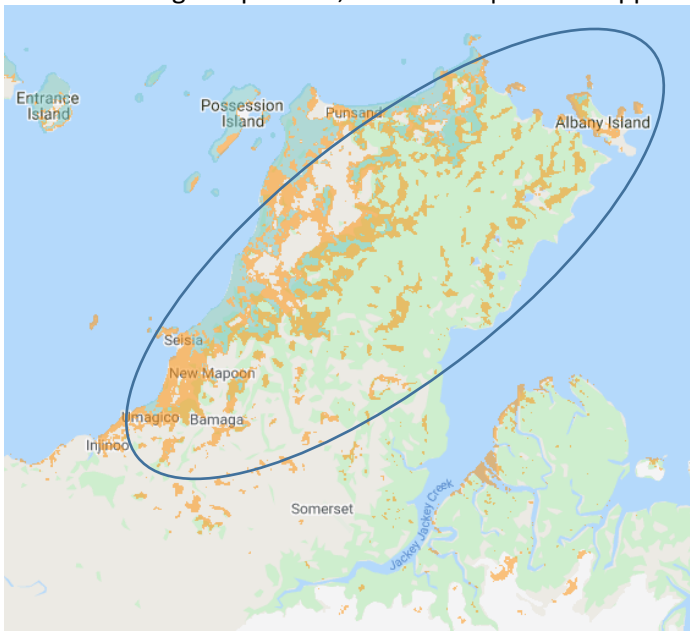 Entrance
Island
Possession
Island
Punsand
Albany Island
Seisia
New Mapoon
Umagico
Bamaga
Injinoo
Somerset
Jackey Jackey Creek